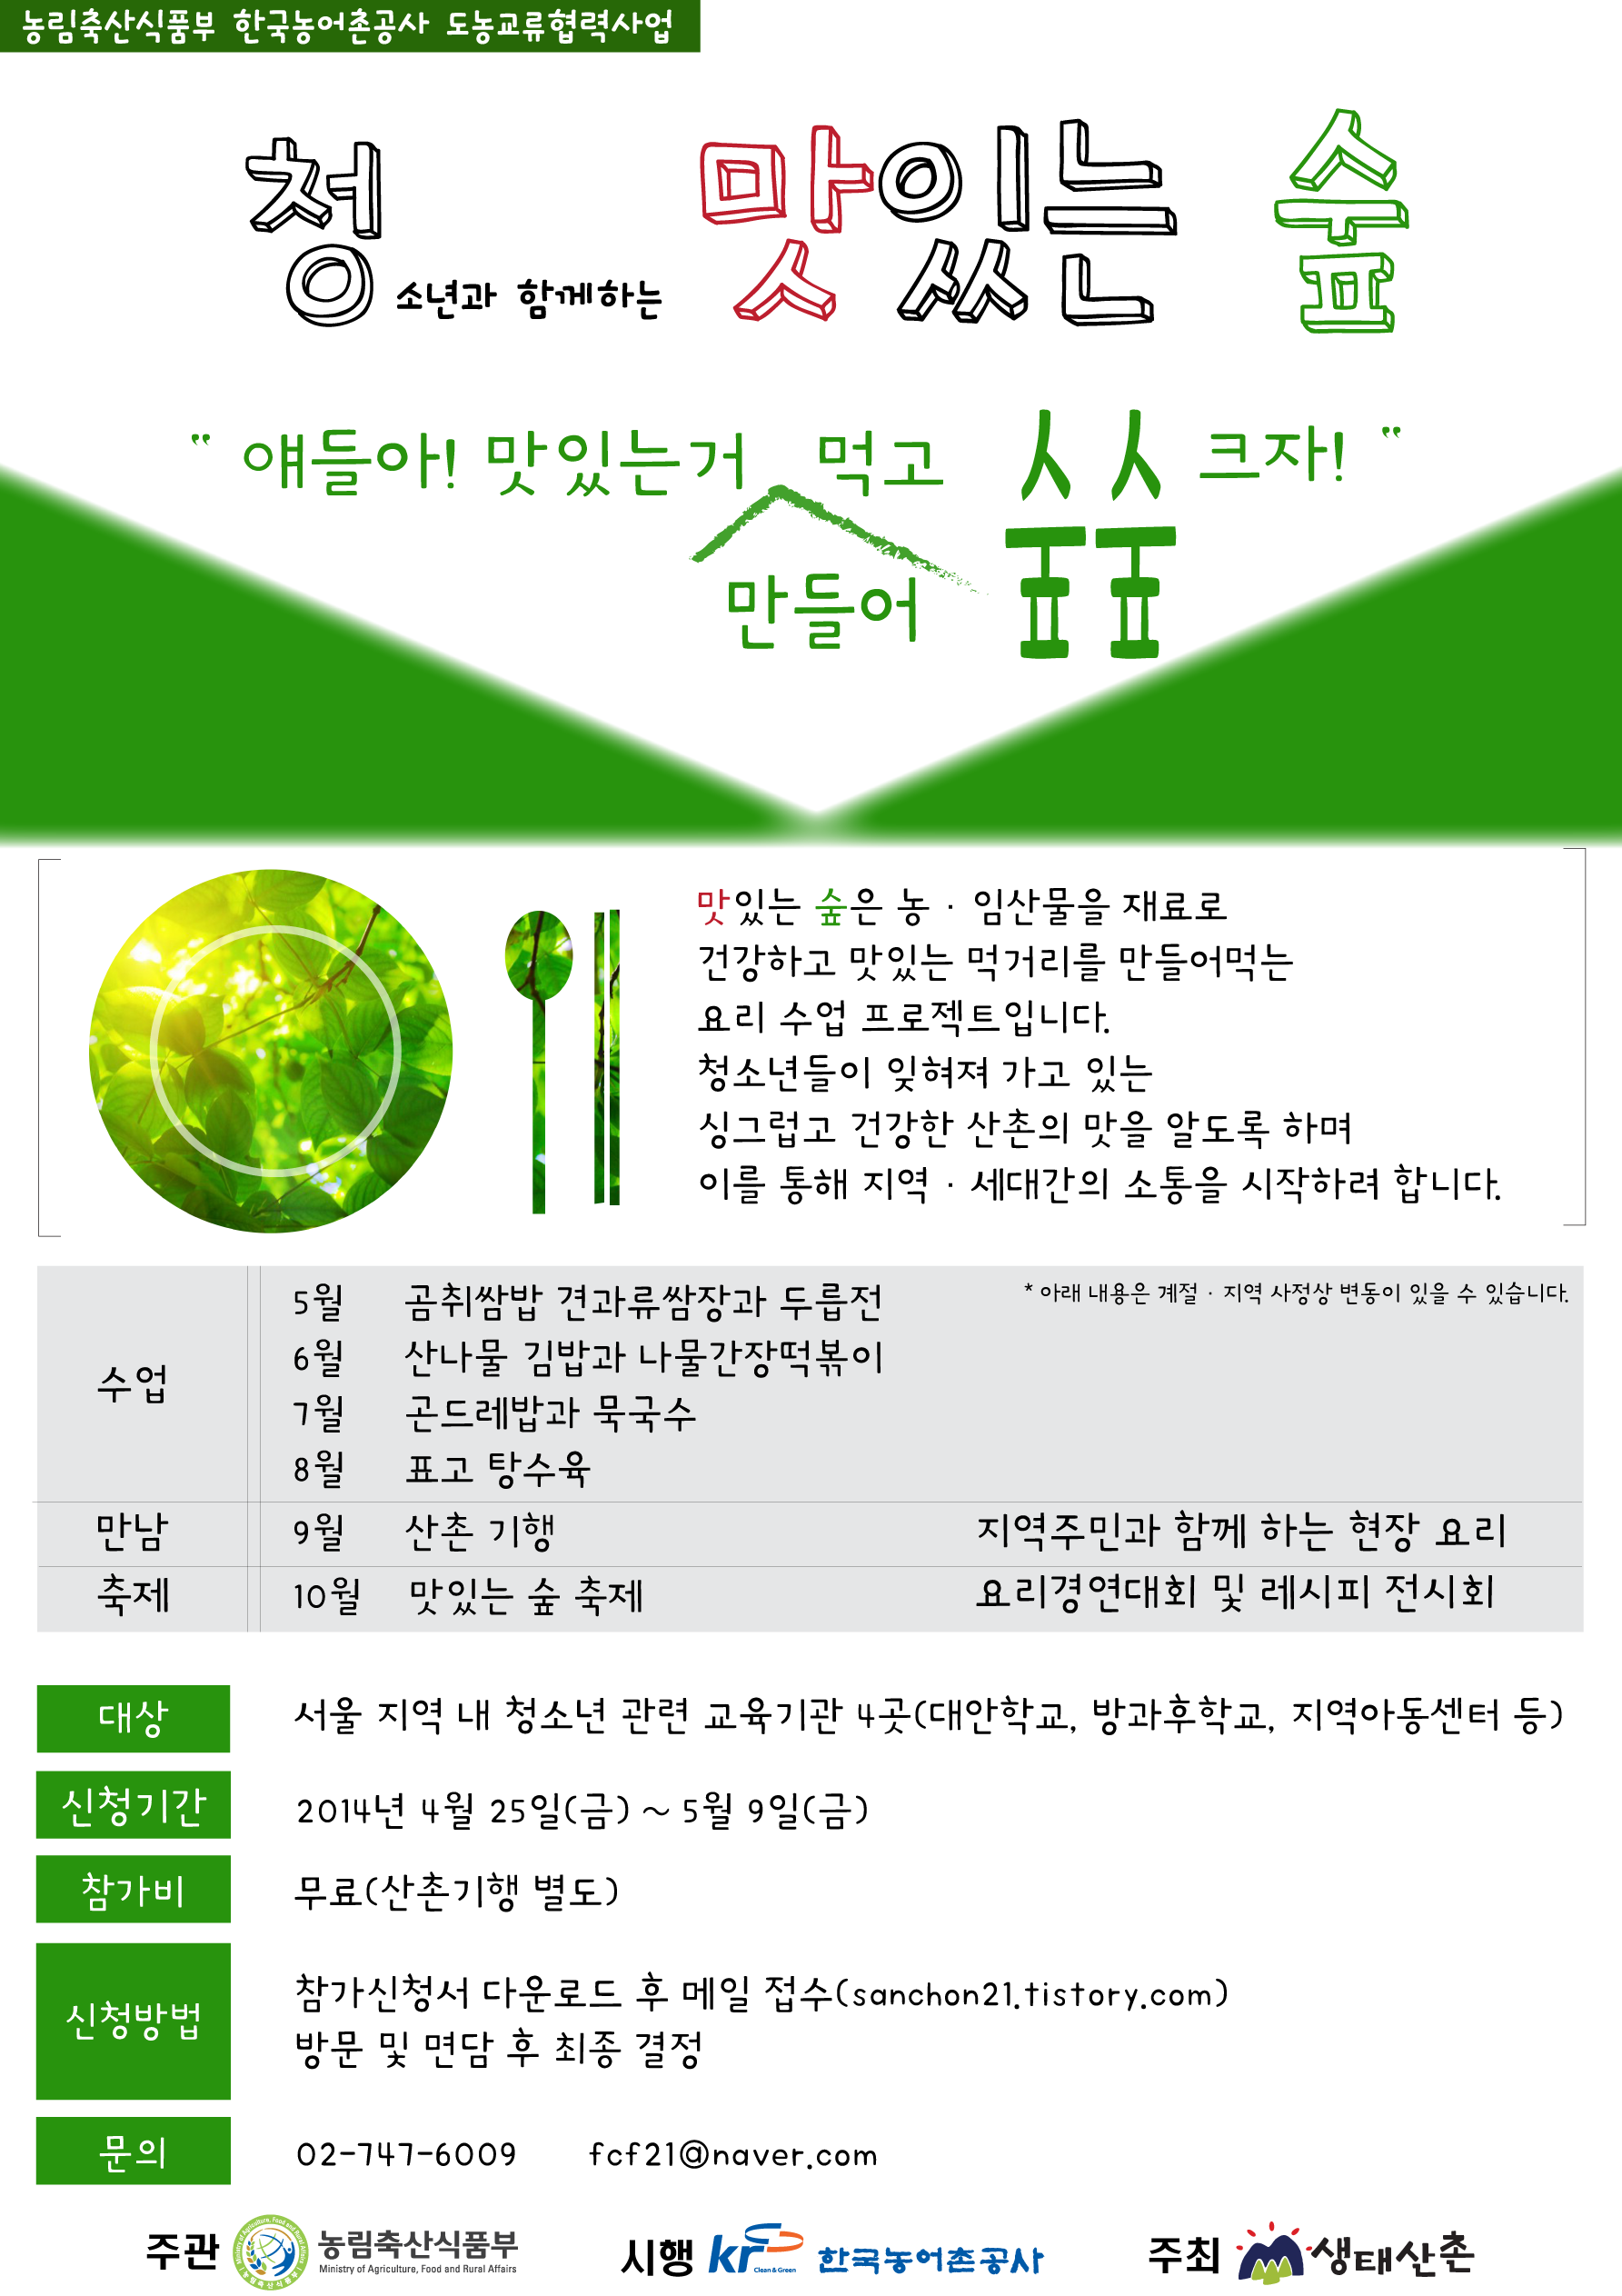 농림축산식품부 한국농어촌공사 도농교류협력사업
청소년과 함께하는 맛있는 숲
" 얘들아! 맛있는거 먹고 숲숲 크자! "
만들어
맛있는 숲은 농 · 임산물을 재료로
건강하고 맛있는 먹거리를 만들어먹는
요리 수업 프로젝트입니다.
청소년들이 잊혀져 가고 있는
싱그럽고 건강한 산촌의 맛을 알도록 하며
이를 통해 지역 · 세대간의 소통을 시작하려 합니다.
* 아래 내용은 계절 · 지역 사정상 변동이 있을 수 있습니다.
수업
5월 곰취쌈밥 견과류쌈장과 두릅전
6월 산나물 김밥과 나물간장떡볶이
7월 곤드레밥과 묵국수
8월 표고 탕수육
만남 9월 산촌 기행 지역주민과 함께 하는 현장 요리
축제 10월 맛있는 숲 축제 요리경연대회 및 레시피 전시회
대상 서울 지역 내 청소년 관련 교육기관 4곳(대안학교, 방과후학교, 지역아동센터 등)
신청기간 2014년 4월 25일(금) ~ 5월 9일(금)
참가비 무료(산촌기행 별도)
신청방법
참가신청서 다운로드 후 메일 접수(sanchon21.tistory.com)
방문 및 면담 후 최종 결정
문의 02-747-6009 fcf21@naver.com
주관 농림축산식품부 시행 kr 한국농어촌공사 주최 생태산촌
Ministry of Agriculture, Food and Rural Affairs Clean & Green